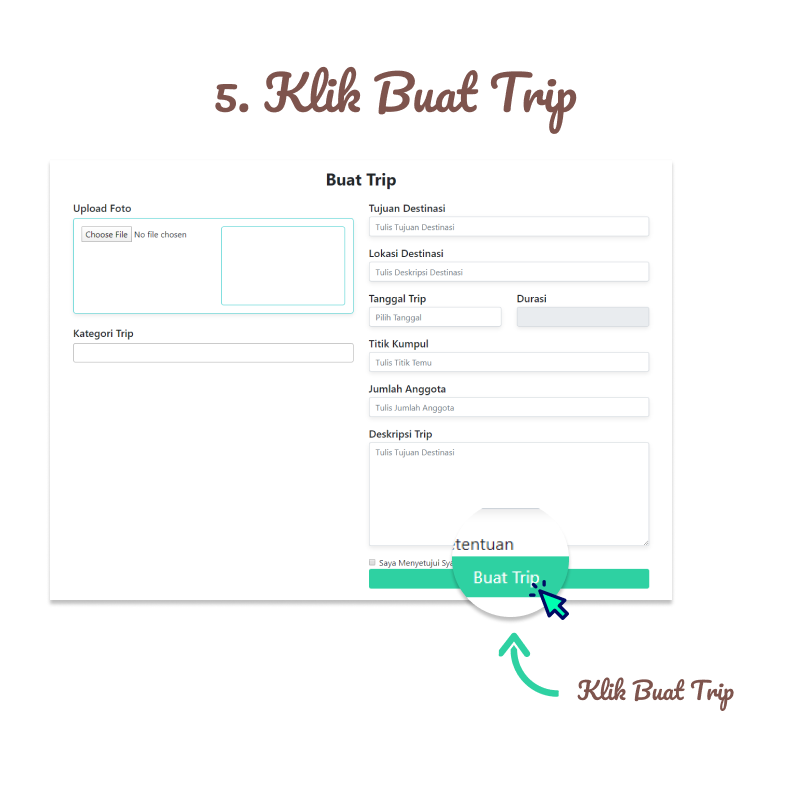 5. Klik Buat Trip
Buat Trip
Upload Foto
Choose File No file chosen
Kategori Trip
Tujuan Destinasi
Tulis Tujuan Destinasi
Lokasi Destinasi
Tulis Deskripsi Destinasi
Tanggal Trip
Durasi
Pilih Tanggal
Titik Kumpul
Tulis Titik Temu
Jumlah Anggota
Tulis Jumlah Anggota
Deskripsi Trip
Tulis Tujuan Destinasi
tentuan
Saya Menyetujui Sya
Buat Trip
Klik Buat Trip